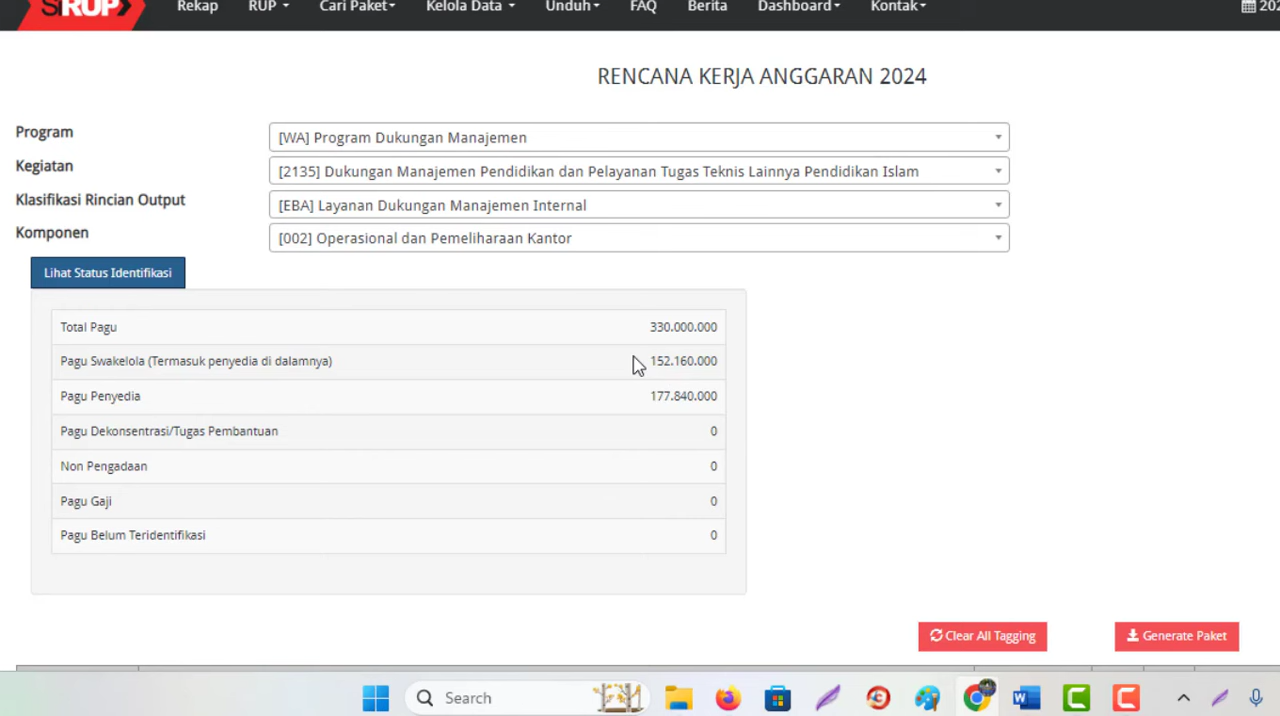 SiRUP Rekap RUP Cari Paket Kelola Data Unduh FAQ Berita Dashboard Kontak
RENCANA KERJA ANGGARAN 2024
Program [WA] Program Dukungan Manajemen
Kegiatan [2135] Dukungan Manajemen Pendidikan dan Pelayanan Tugas Teknis Lainnya Pendidikan Islam
Klasifikasi Rincian Output [EBA] Layanan Dukungan Manajemen Internal
Komponen [002] Operasional dan Pemeliharaan Kantor
Lihat Status Identifikasi
Total Pagu 330.000.000
Pagu Swakelola (Termasuk penyedia di dalamnya) 152.160.000
Pagu Penyedia 177.840.000
Pagu Dekonsentrasi/Tugas Pembantuan 0
Non Pengadaan 0
Pagu Gaji 0
Pagu Belum Teridentifikasi 0
Clear All Tagging Generate Paket
Search